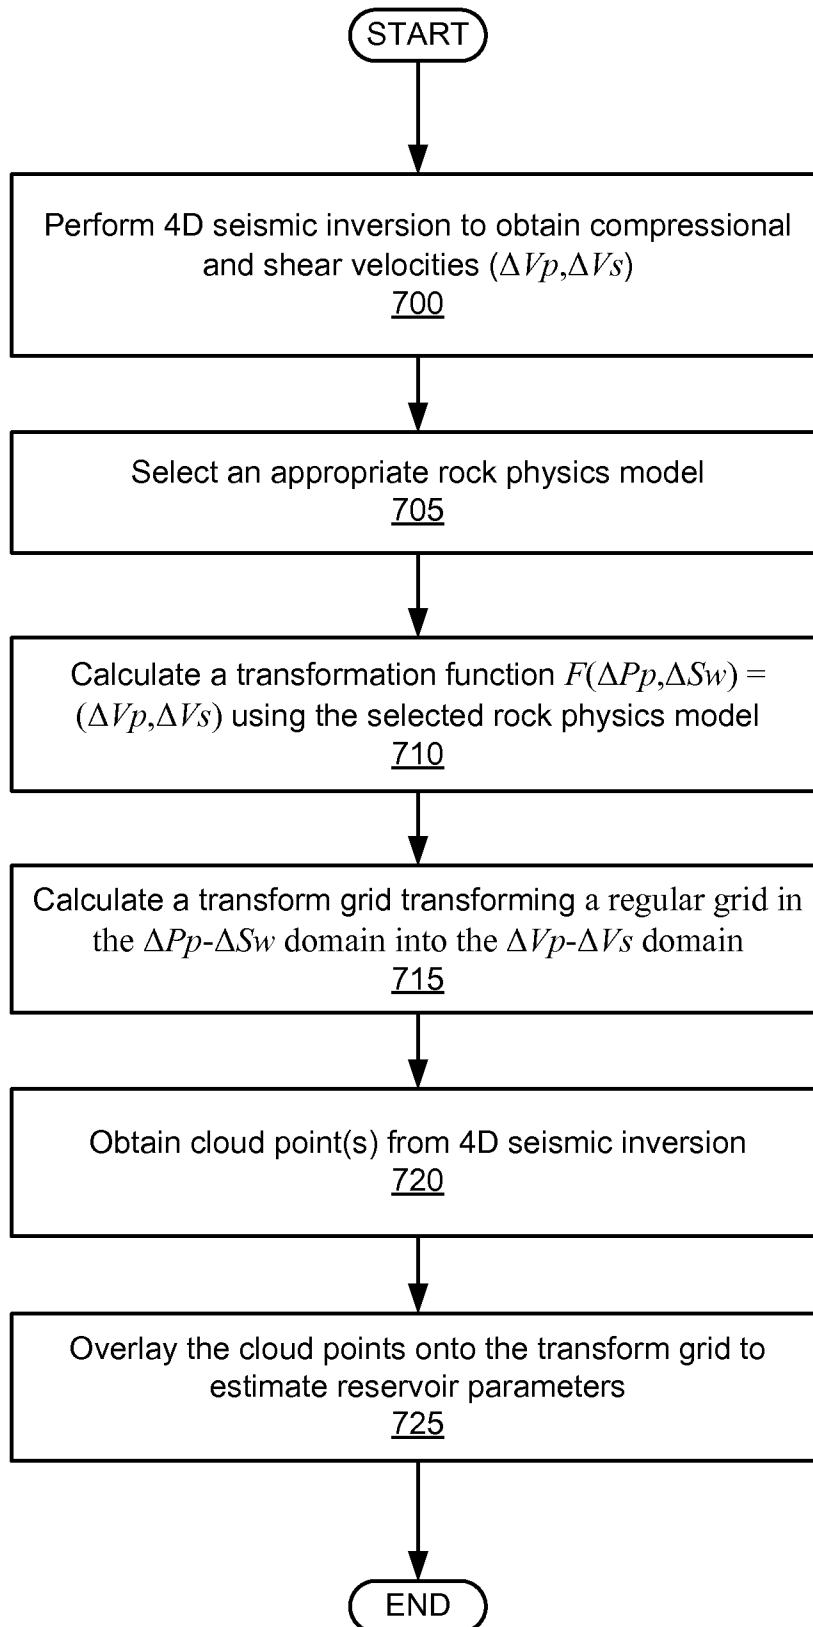 START
Perform 4D seismic inversion to obtain compressional
and shear velocities (ΔVp,ΔVs)
700
Select an appropriate rock physics model
705
Calculate a transformation function F(ΔPp,ΔSw) =
(ΔVp,ΔVs) using the selected rock physics model
710
Calculate a transform grid transforming a regular grid in
the ΔPp-ΔSw domain into the ΔVp-ΔVs domain
715
Obtain cloud point(s) from 4D seismic inversion
720
Overlay the cloud points onto the transform grid to
estimate reservoir parameters
725
END